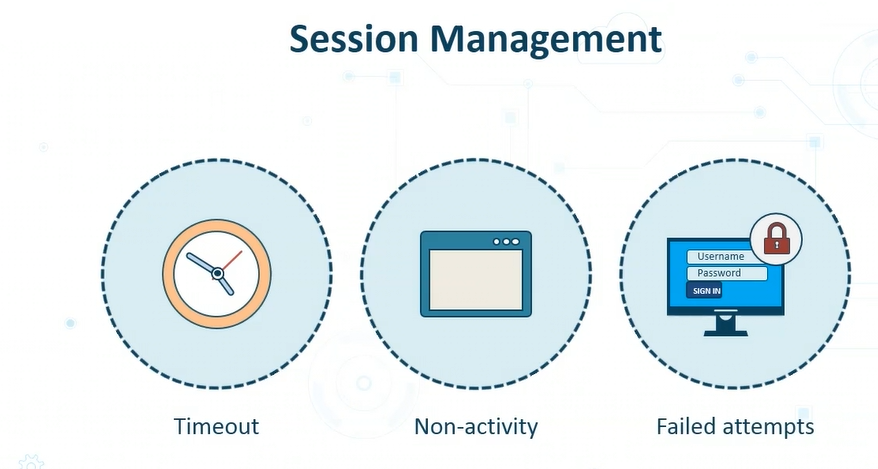 Session Management
Username
Password
SIGN IN
Timeout
Non-activity
Failed attempts